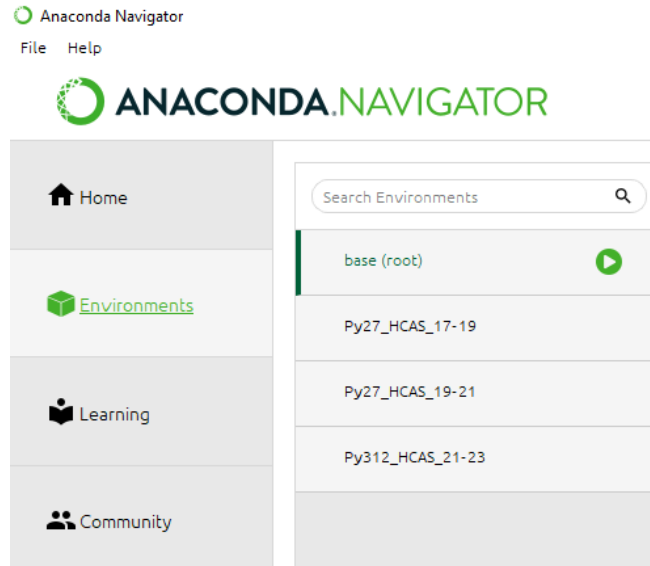 Anaconda Navigator
File Help
ANACONDA.NAVIGATOR
Home
Environments
Learning
Community
Search Environments
base (root)
Py27_HCAS_17-19
Py27_HCAS_19-21
Py312_HCAS_21-23